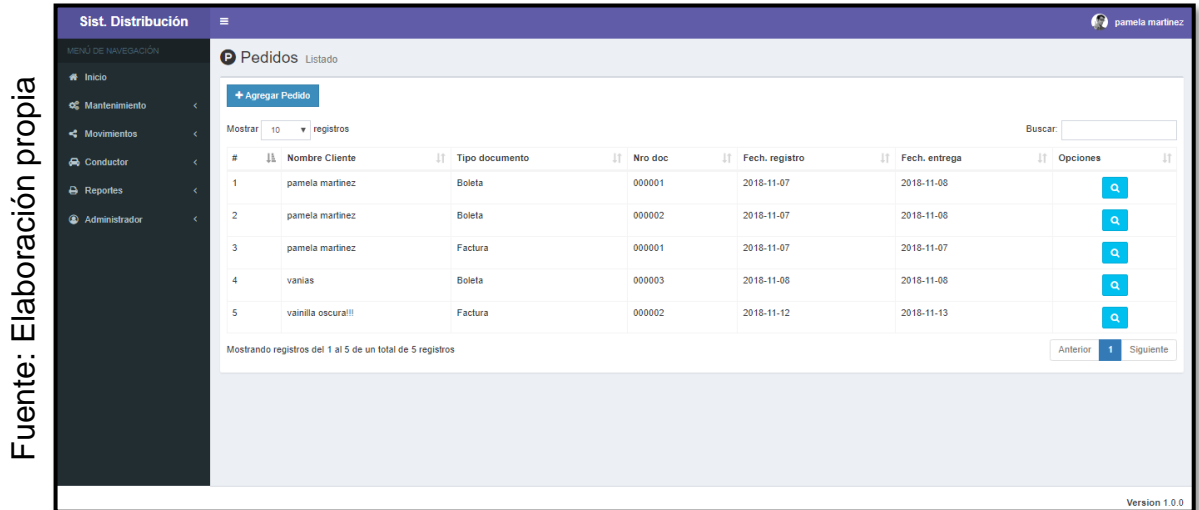 Fuente: Elaboración propia
Sist. Distribución
pamela martinez
MENÚ DE NAVEGACIÓN
Inicio
Mantenimiento
Movimientos
Conductor
Reportes
Administrador
P Pedidos Listado
+ Agregar Pedido
Mostrar 10 registros Buscar:
# Nombre Cliente Tipo documento Nro doc Fech. registro Fech. entrega Opciones
1 pamela martinez Boleta 000001 2018-11-07 2018-11-08
2 pamela martinez Boleta 000002 2018-11-07 2018-11-08
3 pamela martinez Factura 000001 2018-11-07 2018-11-07
4 vanias Boleta 000003 2018-11-08 2018-11-08
5 vainilla oscura!!! Factura 000002 2018-11-12 2018-11-13
Mostrando registros del 1 al 5 de un total de 5 registros Anterior 1 Siguiente
Version 1.0.0